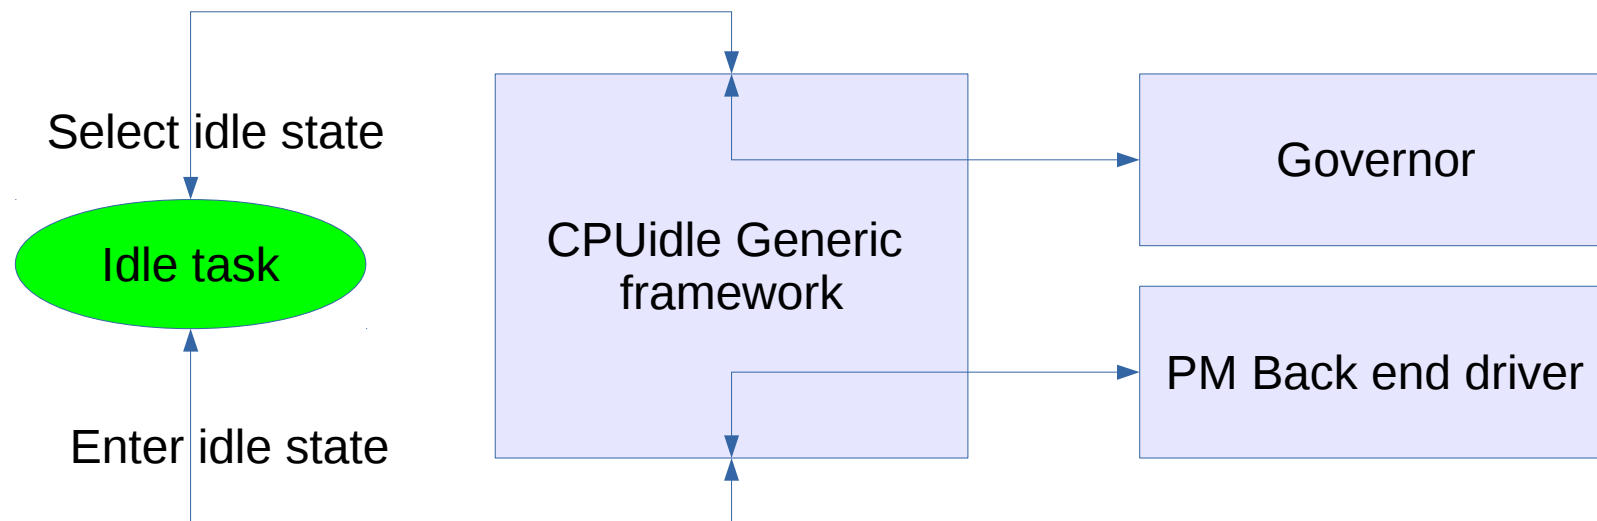 Select idle state
Governor
CPUidle Generic
framework
Idle task
PM Back end driver
Enter idle state